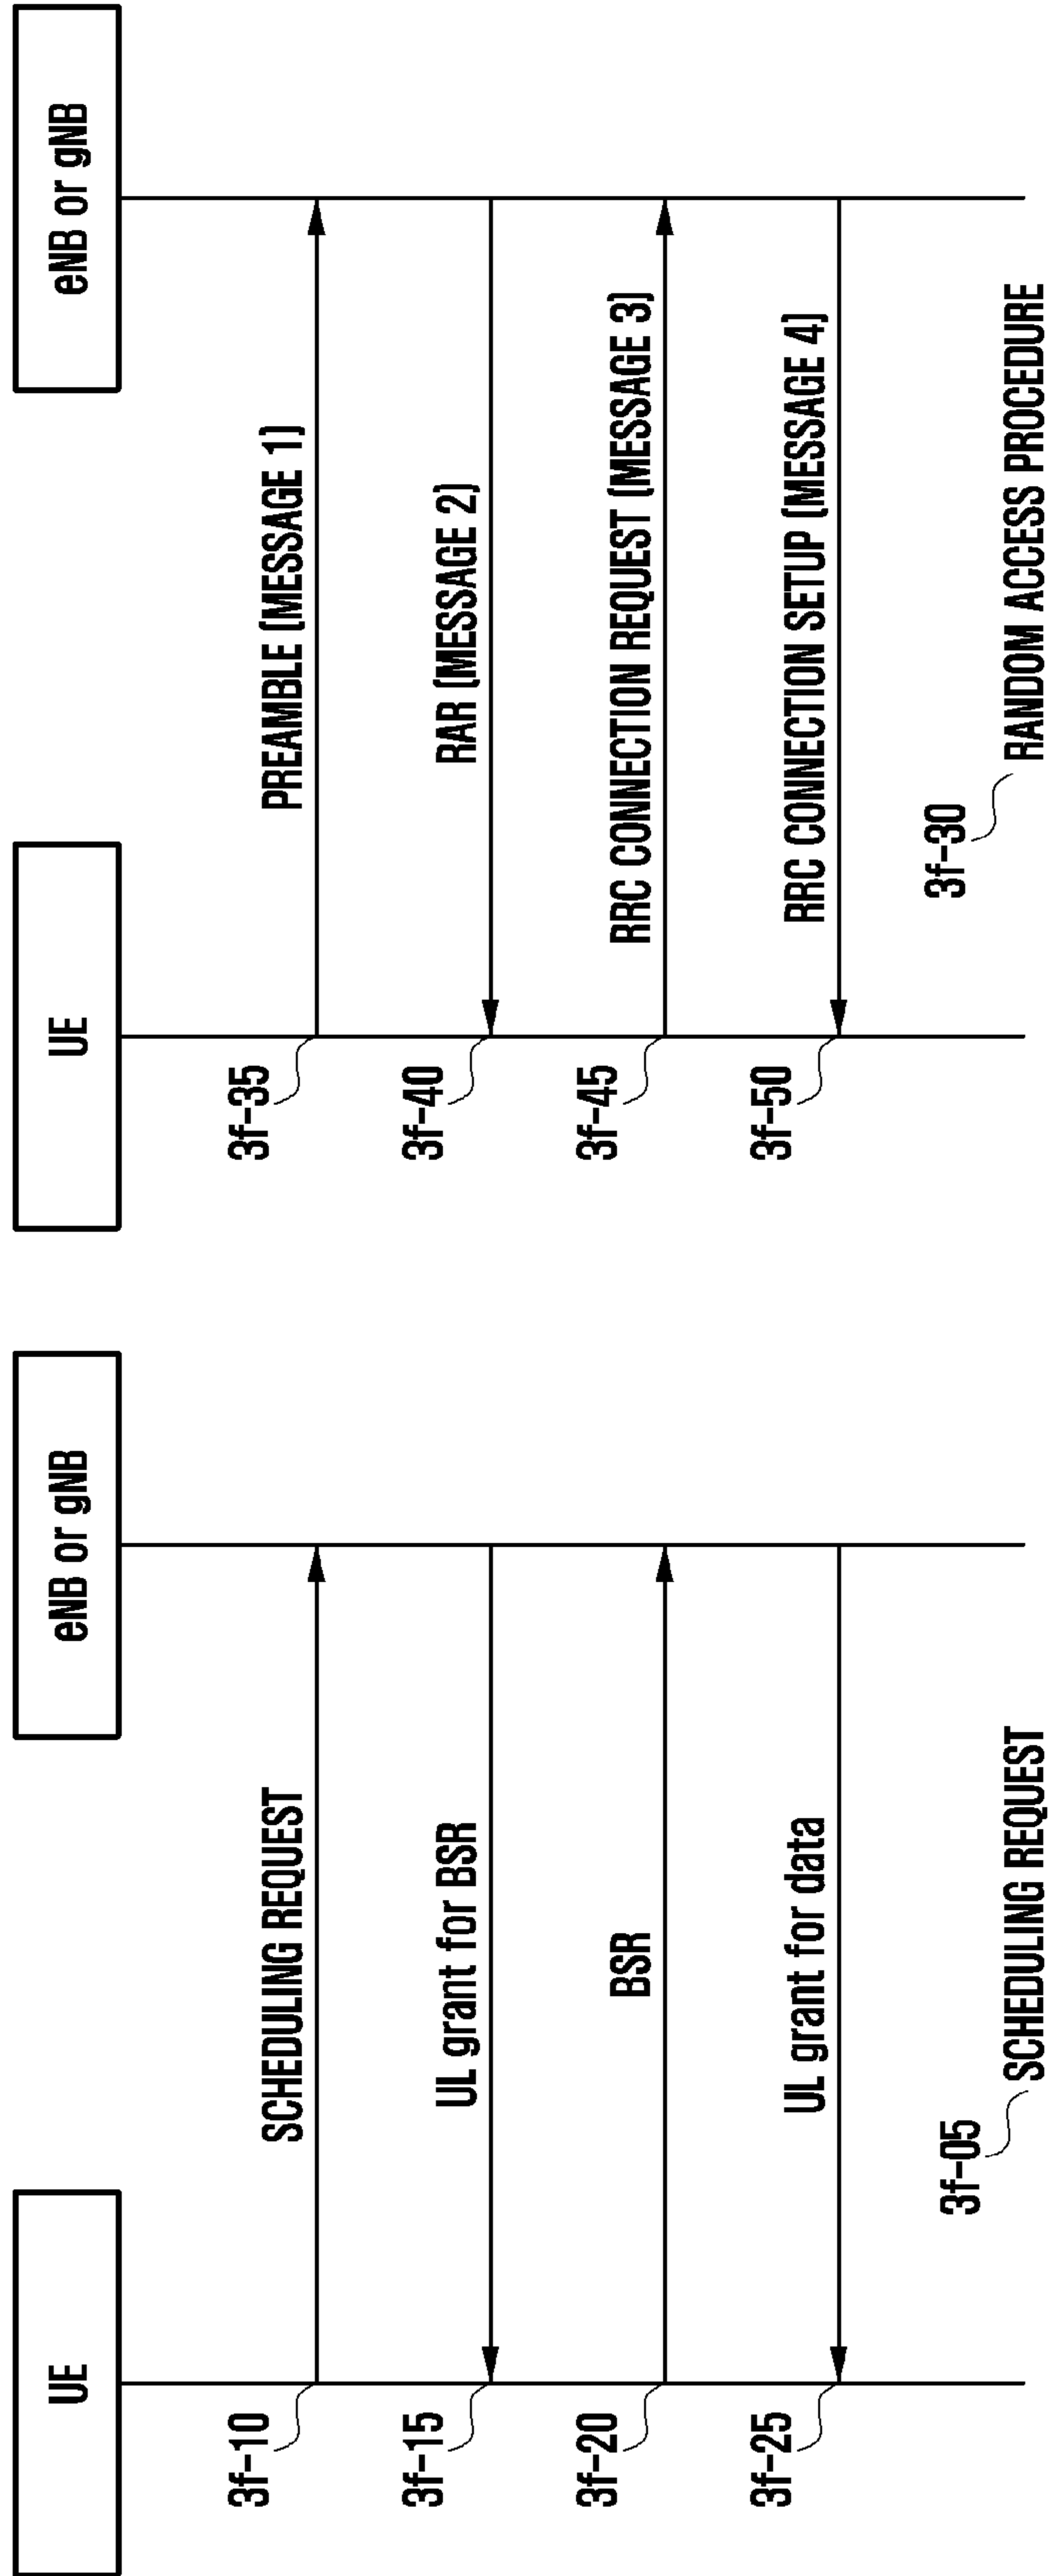 UE
eNB or gNB
3f-10
SCHEDULING REQUEST
3f-15
UL grant for BSR
3f-20
BSR
3f-25
UL grant for data
3f-05
SCHEDULING REQUEST
UE
eNB or gNB
3f-35
PREAMBLE (MESSAGE 1)
3f-40
RAR (MESSAGE 2)
3f-45
RRC CONNECTION REQUEST (MESSAGE 3)
3f-50
RRC CONNECTION SETUP (MESSAGE 4)
3f-30
RANDOM ACCESS PROCEDURE